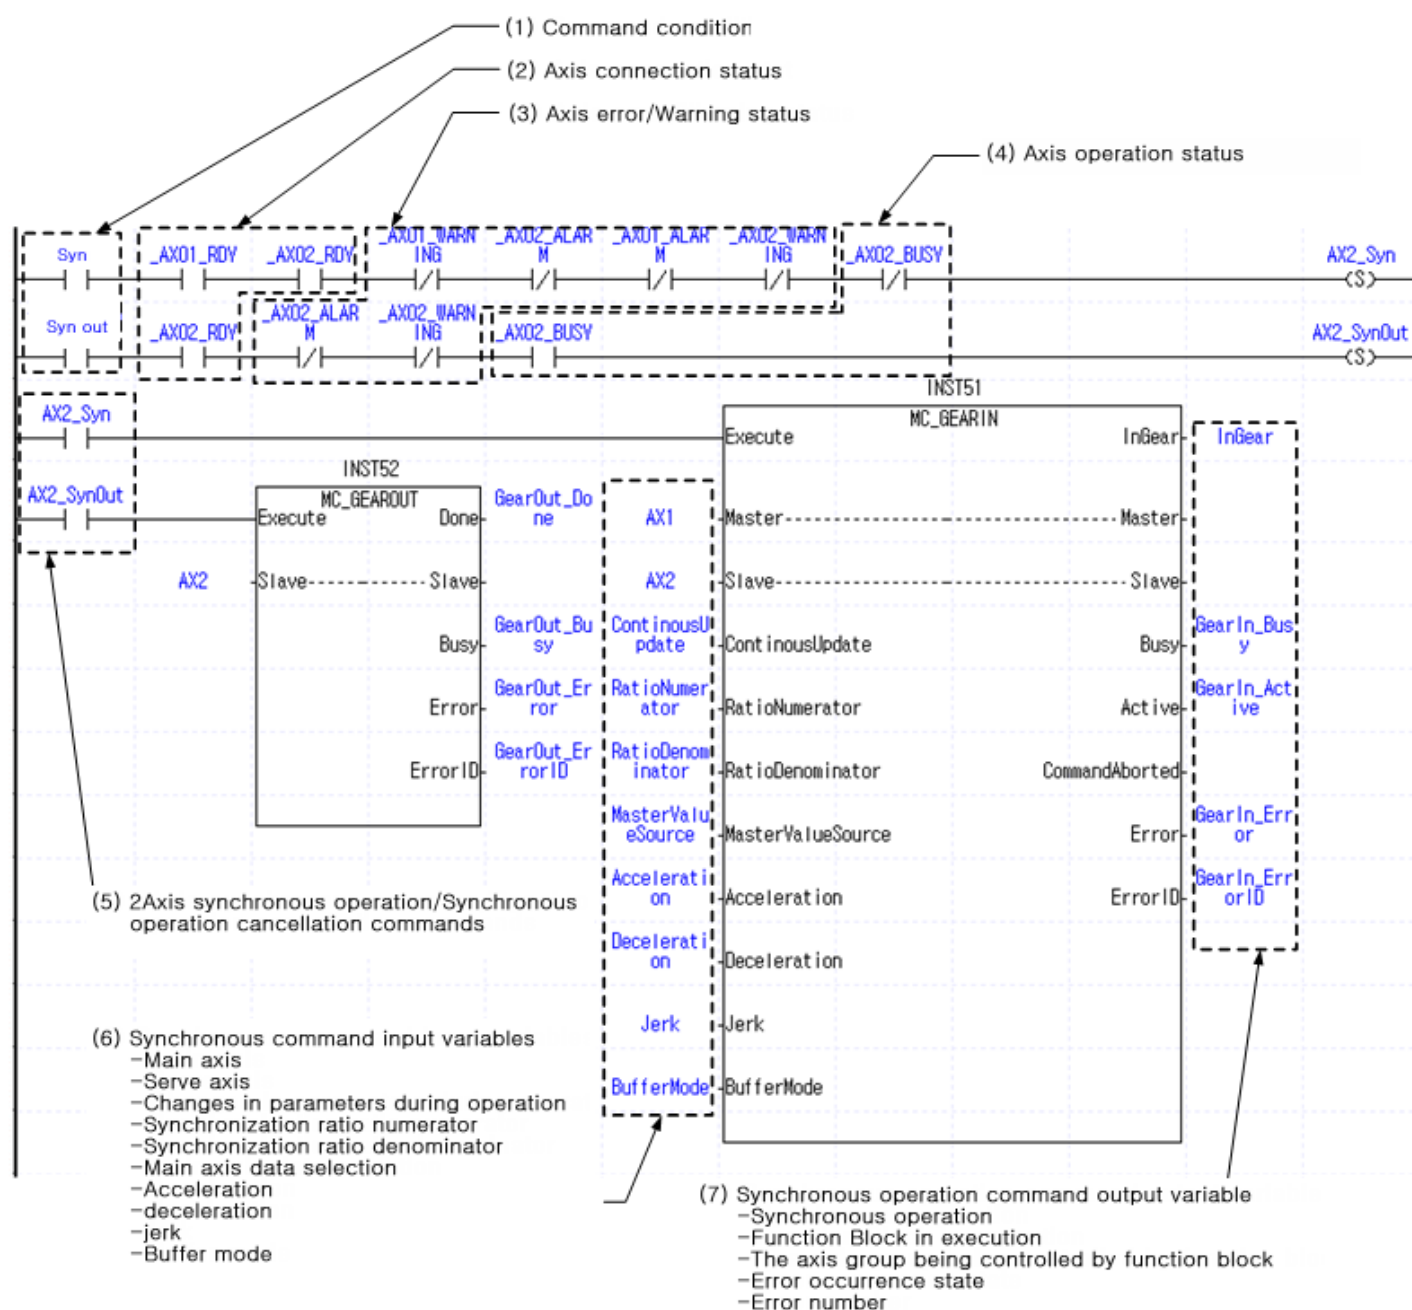 (1) Command condition
(2) Axis connection status
(3) Axis error/Warning status
(4) Axis operation status
Syn
_AX01_RDY
_AX02_RDY
_AX01_WARN
ING
_AX02_ALAR
M
_AX01_ALAR
M
_AX02_WARN
ING
_AX02_BUSY
AX2_Syn
(S)
Syn out
_AX02_RDY
_AX02_ALAR
M
_AX02_WARN
ING
_AX02_BUSY
AX2_SynOut
(S)
INST51
AX2_Syn
MC_GEARIN
Execute
InGear
InGear
INST52
AX2_SynOut
MC_GEAROUT
Execute
Done
GearOut_Do
ne
AX1
Master
Master
AX2
Slave
Slave
AX2
Slave
Slave
Busy
GearOut_Bu
sy
ContinousU
pdate
ContinousUpdate
Busy
GearIn_Bus
y
Error
GearOut_Er
ror
RatioNumer
ator
RatioNumerator
Active
GearIn_Act
ive
ErrorID
GearOut_Er
rorID
RatioDenom
inator
RatioDenominator
CommandAborted
MasterValu
eSource
MasterValueSource
Error
GearIn_Err
or
Accelerati
on
Acceleration
ErrorID
GearIn_Err
orID
(5) 2Axis synchronous operation/Synchronous
operation cancellation commands
Decelerati
on
Deceleration
Jerk
Jerk
BufferMode
BufferMode
(6) Synchronous command input variables
-Main axis
-Serve axis
-Changes in parameters during operation
-Synchronization ratio numerator
-Synchronization ratio denominator
-Main axis data selection
-Acceleration
-deceleration
-jerk
-Buffer mode
(7) Synchronous operation command output variable
-Synchronous operation
-Function Block in execution
-The axis group being controlled by function block
-Error occurrence state
-Error number